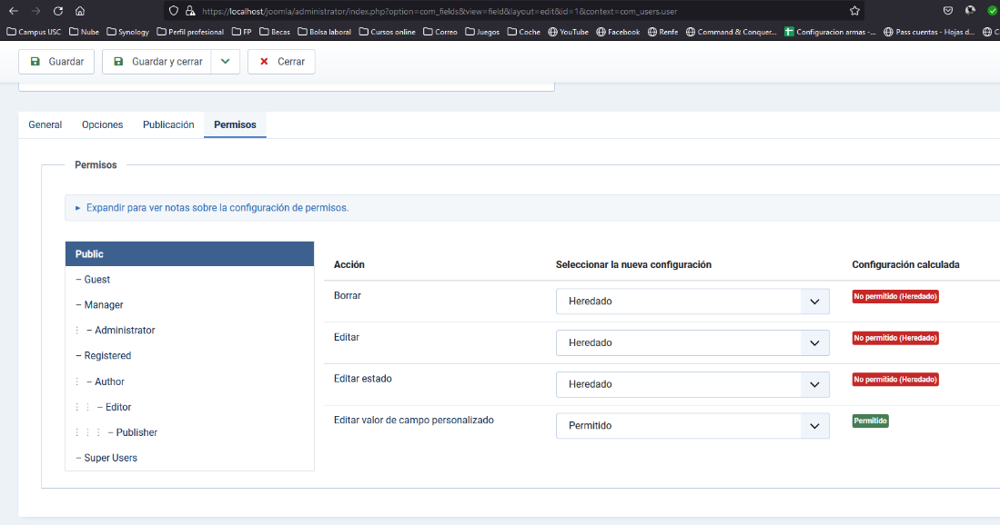 https://localhost/joomla/administrator/index.php?option=com_fields&view=field&layout=edit&id=1&context=com_users.user
Campus USC Nube Synology Perfil profesional FP Becas Bolsa laboral Cursos online Correo Juegos Coche YouTube Facebook Renfe Command & Conquer... Configuracion armas -... Pass cuentas - Hojas d... C
Guardar Guardar y cerrar Cerrar
General Opciones Publicación Permisos
Permisos
Expandir para ver notas sobre la configuración de permisos.
Public
– Guest
– Manager
– Administrator
– Registered
– Author
– Editor
– Publisher
– Super Users
Acción Seleccionar la nueva configuración Configuración calculada
Borrar Heredado No permitido (Heredado)
Editar Heredado No permitido (Heredado)
Editar estado Heredado No permitido (Heredado)
Editar valor de campo personalizado Permitido Permitido